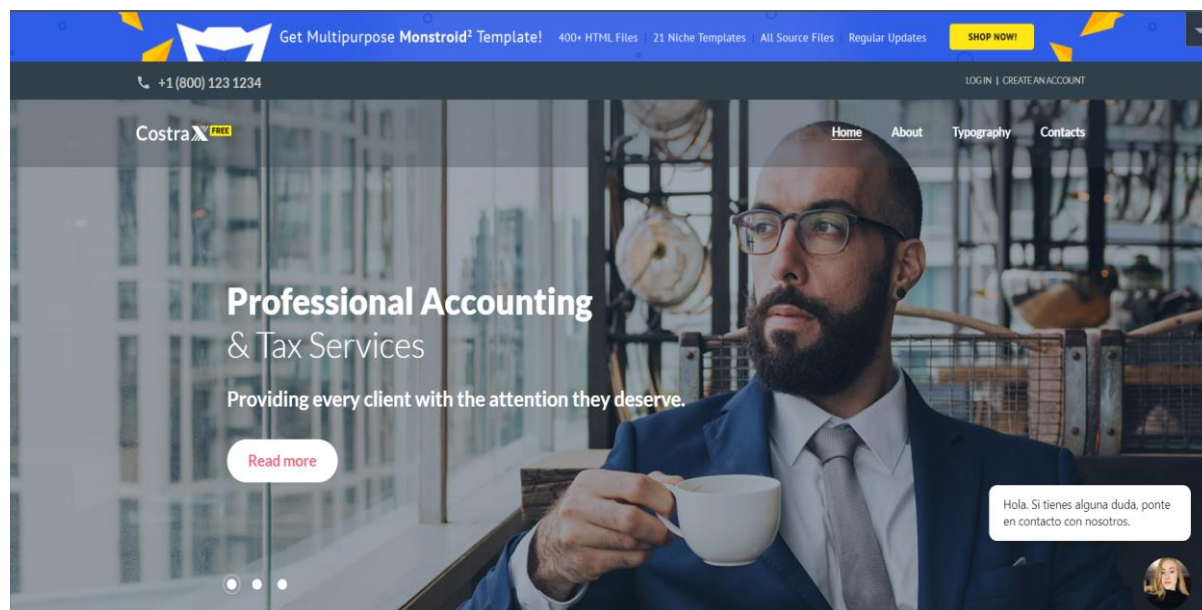 Get Multipurpose Monstroid² Template! 400+ HTML Files 21 Niche Templates All Source Files Regular Updates SHOP NOW!
+1 (800) 123 1234 LOG IN | CREATE AN ACCOUNT
CostraX FREE Home About Typography Contacts
Professional Accounting
& Tax Services
Providing every client with the attention they deserve.
Read more
Hola. Si tienes alguna duda, ponte
en contacto con nosotros.